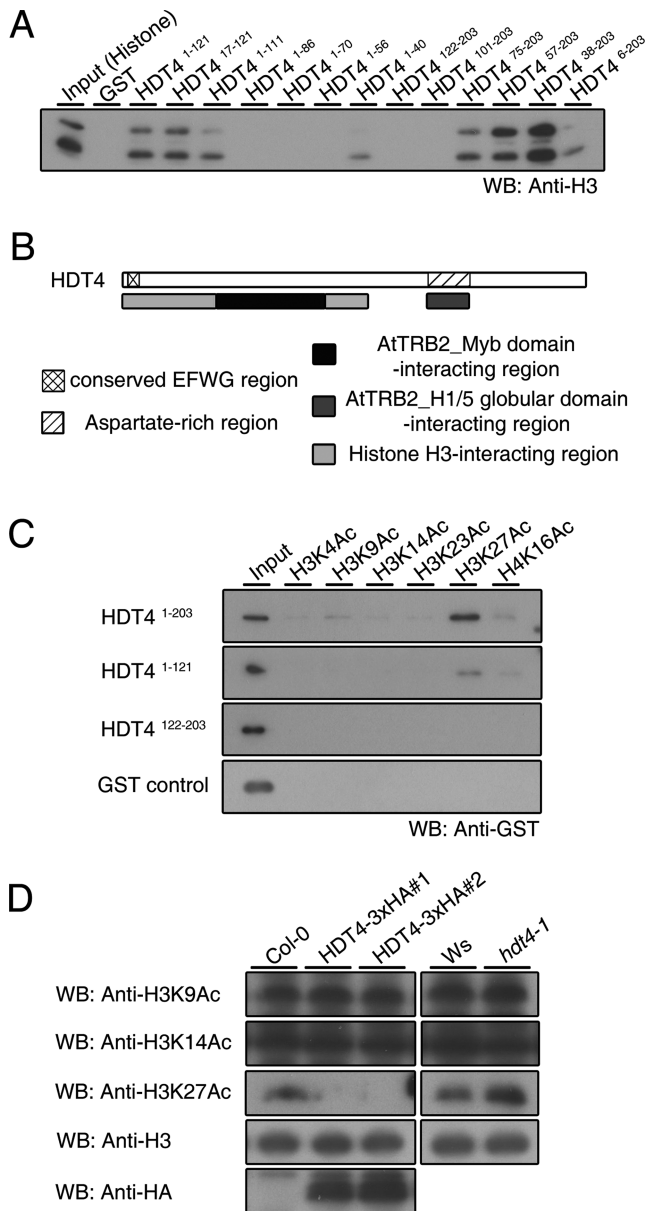 A
Input (Histone)
GST
HDT4 1-121
HDT4 17-121
HDT4 1-111
HDT4 1-86
HDT4 1-70
HDT4 1-56
HDT4 1-40
HDT4 122-203
HDT4 101-203
HDT4 75-203
HDT4 57-203
HDT4 38-203
HDT4 6-203
WB: Anti-H3
B
HDT4
conserved EFWG region
Aspartate-rich region
AtTRB2_Myb domain
-interacting region
AtTRB2_H1/5 globular domain
-interacting region
Histone H3-interacting region
C
Input
H3K4Ac
H3K9Ac
H3K14Ac
H3K23Ac
H3K27Ac
H4K16Ac
HDT4 1-203
HDT4 1-121
HDT4 122-203
GST control
WB: Anti-GST
D
Col-0
HDT4-3xHA#1
HDT4-3xHA#2
Ws
hdt4-1
WB: Anti-H3K9Ac
WB: Anti-H3K14Ac
WB: Anti-H3K27Ac
WB: Anti-H3
WB: Anti-HA